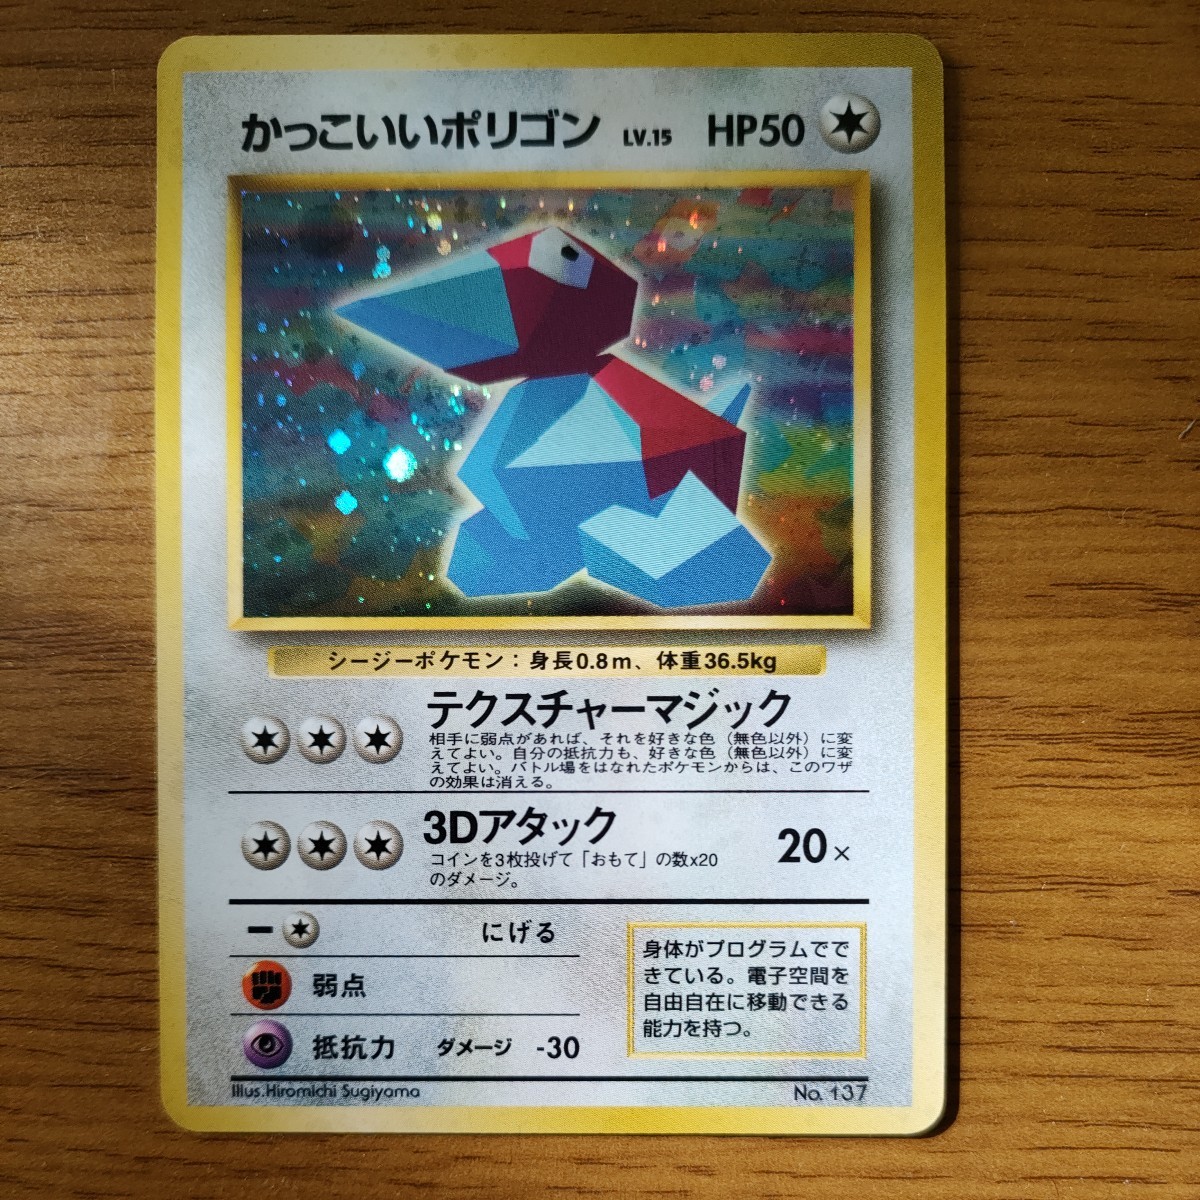 かっこいいポリゴン LV.15 HP50
シージーポケモン：身長0.8m、体重36.5kg
テクスチャーマジック
相手に弱点があれば、それを好きな色（無色以外）に変
えてよい。自分の抵抗力も、好きな色（無色以外）に変
えてよい。バトル場をはなれたポケモンからは、このワザ
の効果は消える。
3Dアタック 20×
コインを3枚投げて「おもて」の数x20
のダメージ。
にげる
弱点
抵抗力 ダメージ -30
身体がプログラムでで
きている。電子空間を
自由自在に移動できる
能力を持つ。
Illus.Hiromichi Sugiyama No. 137